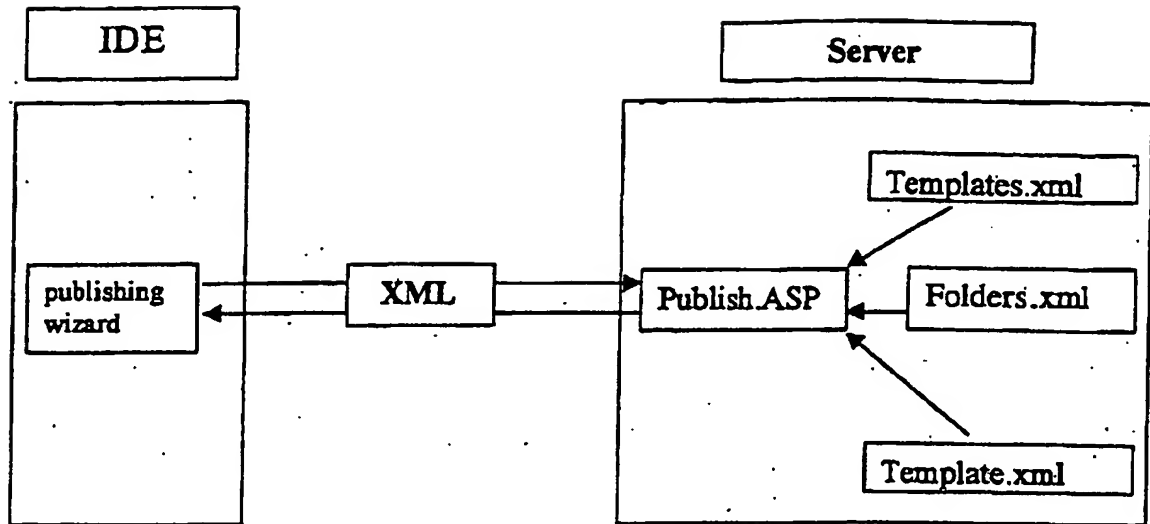 IDE
Server
Templates.xml
publishing
wizard
XML
Publish.ASP
Folders.xml
Template.xml